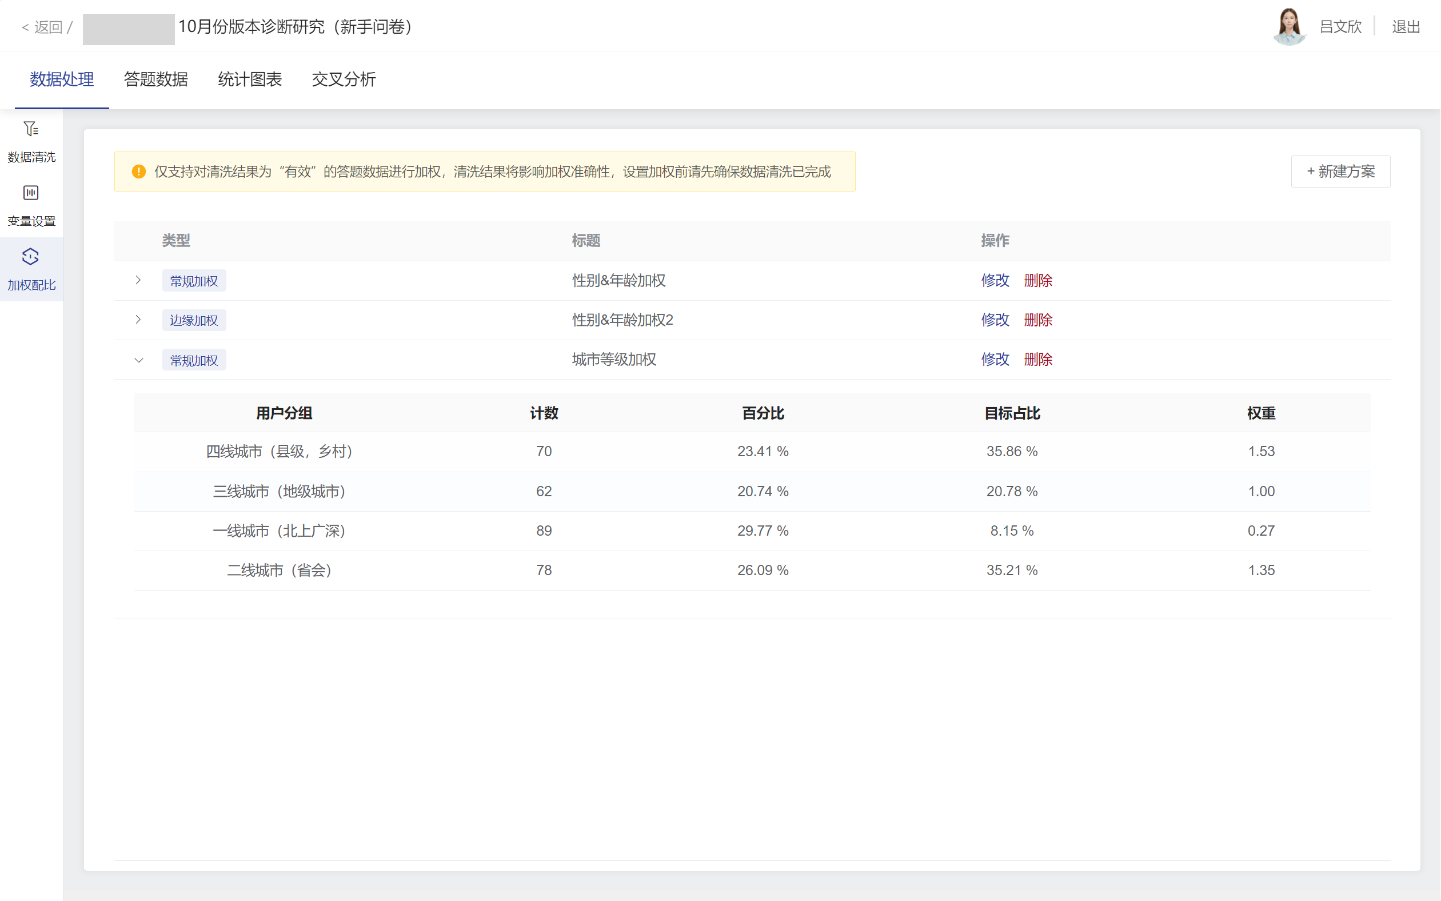 < 返回 / 10月份版本诊断研究（新手问卷）
吕文欣 退出
数据处理 答题数据 统计图表 交叉分析
数据清洗
变量设置
加权配比
仅支持对清洗结果为“有效”的答题数据进行加权，清洗结果将影响加权准确性，设置加权前请先确保数据清洗已完成
+ 新建方案
类型 标题 操作
常规加权 性别&年龄加权 修改 删除
边缘加权 性别&年龄加权2 修改 删除
常规加权 城市等级加权 修改 删除
用户分组 计数 百分比 目标占比 权重
四线城市（县级，乡村） 70 23.41 % 35.86 % 1.53
三线城市（地级城市） 62 20.74 % 20.78 % 1.00
一线城市（北上广深） 89 29.77 % 8.15 % 0.27
二线城市（省会） 78 26.09 % 35.21 % 1.35